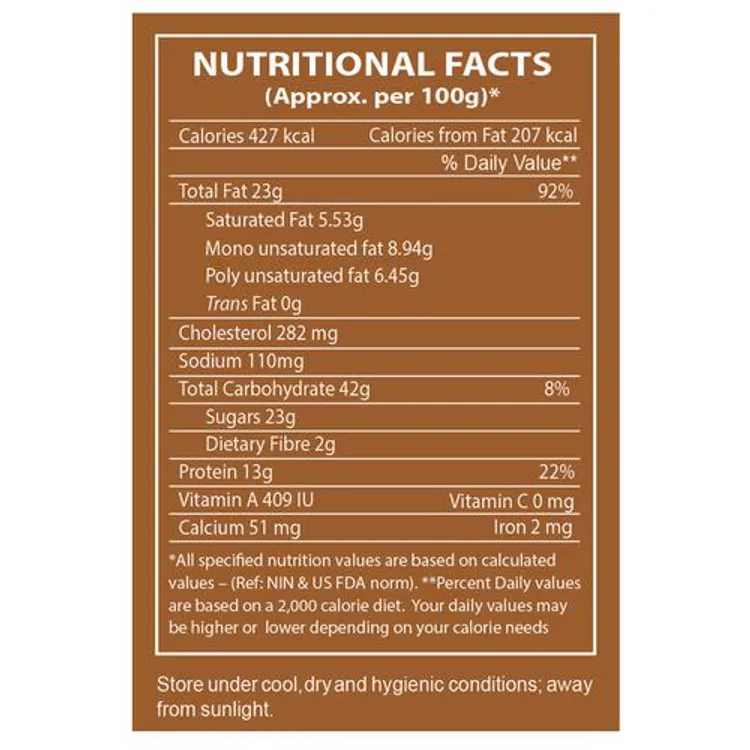 NUTRITIONAL FACTS
(Approx. per 100g)*
Calories 427 kcal Calories from Fat 207 kcal
% Daily Value**
Total Fat 23g 92%
Saturated Fat 5.53g
Mono unsaturated fat 8.94g
Poly unsaturated fat 6.45g
Trans Fat 0g
Cholesterol 282 mg
Sodium 110mg
Total Carbohydrate 42g 8%
Sugars 23g
Dietary Fibre 2g
Protein 13g 22%
Vitamin A 409 IU Vitamin C 0 mg
Calcium 51 mg Iron 2 mg
*All specified nutrition values are based on calculated
values – (Ref: NIN & US FDA norm). **Percent Daily values
are based on a 2,000 calorie diet. Your daily values may
be higher or lower depending on your calorie needs
Store under cool, dry and hygienic conditions; away
from sunlight.